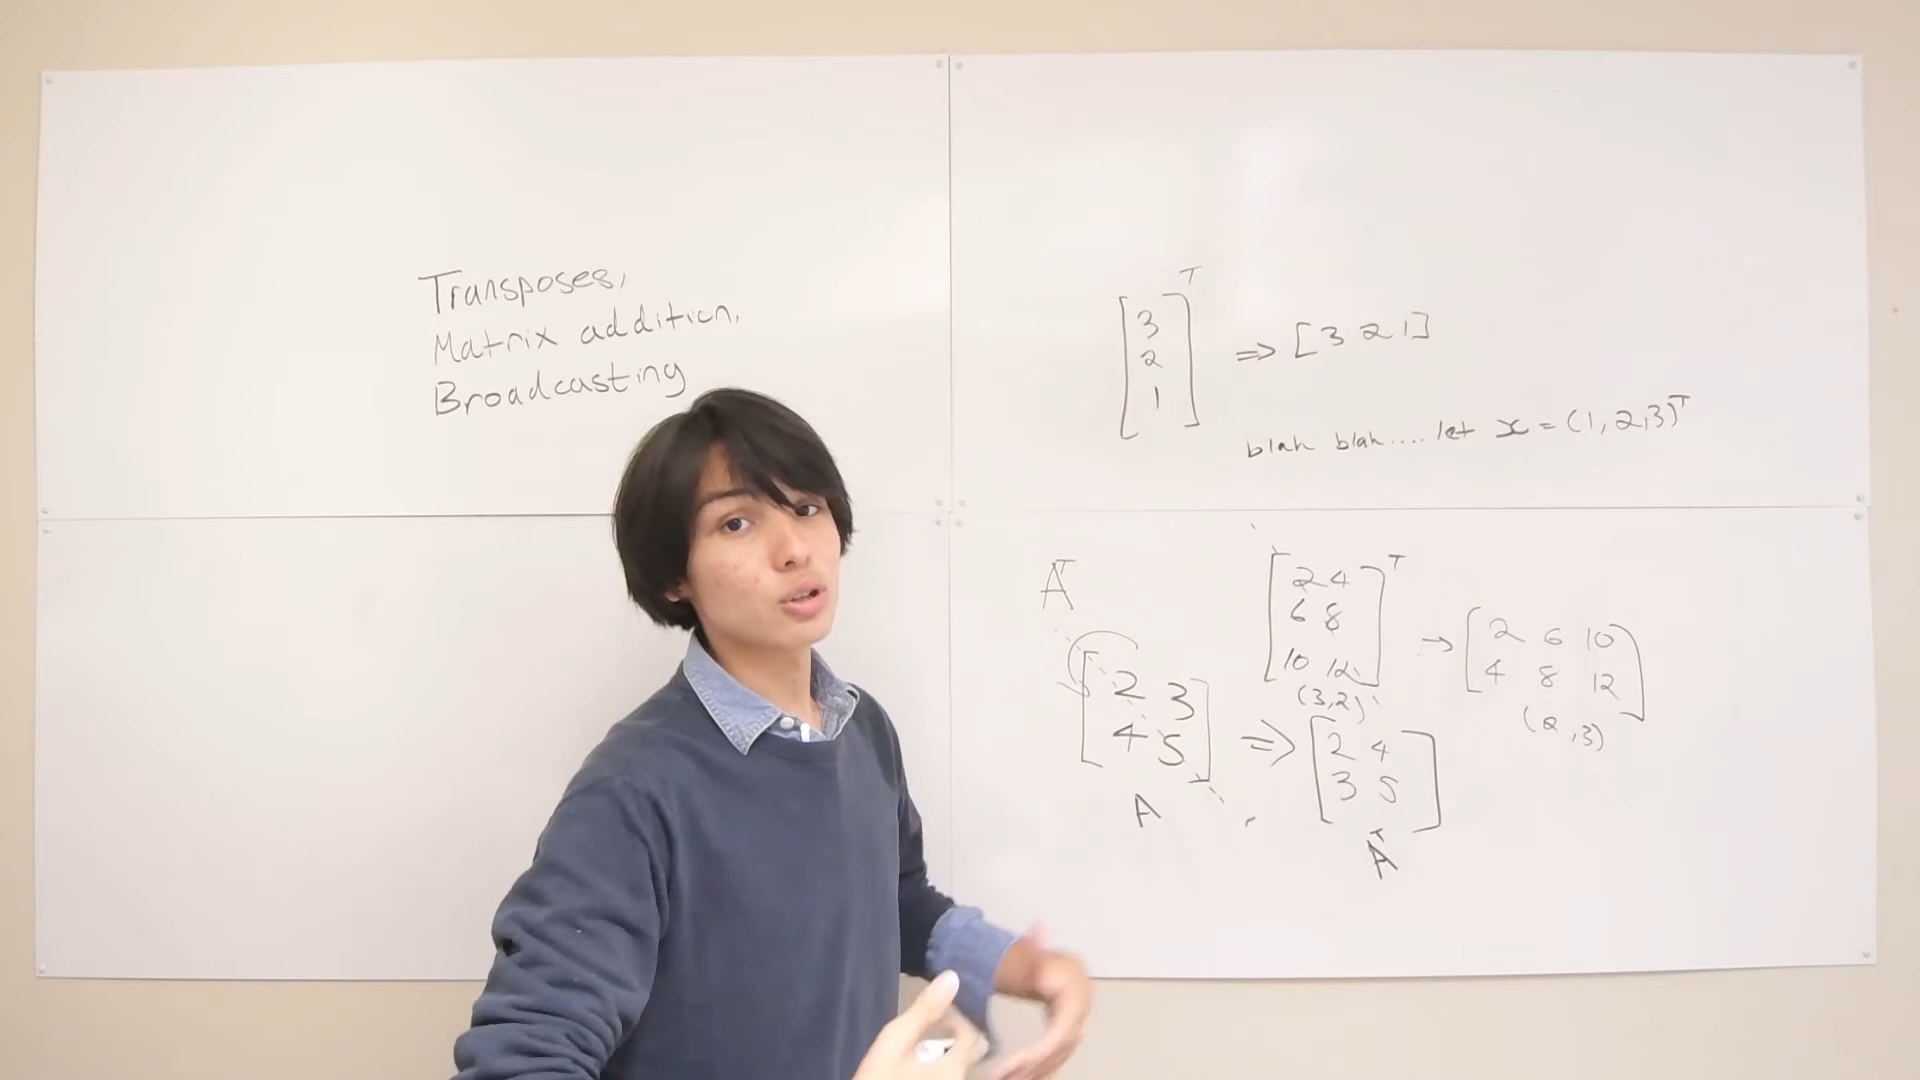 Transposes,
Matrix addition,
Broadcasting
[3 2 1]ᵀ ⇒ [3 2 1]
blah blah.... let x = (1, 2, 3)ᵀ
Aᵀ
[2 4
6 8
10 12]ᵀ → [2 6 10
4 8 12]
(3,2)
(2,3)
[2 3
4 5] ⇒ [2 4
3 5]
A
Aᵀ